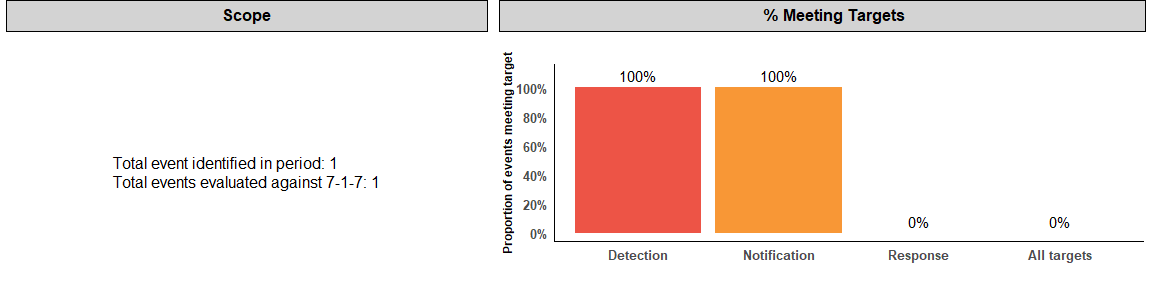 Scope
Total event identified in period: 1
Total events evaluated against 7-1-7: 1
% Meeting Targets
Proportion of events meeting target
100%
80%
60%
40%
20%
0%
100%
100%
0%
0%
Detection
Notification
Response
All targets